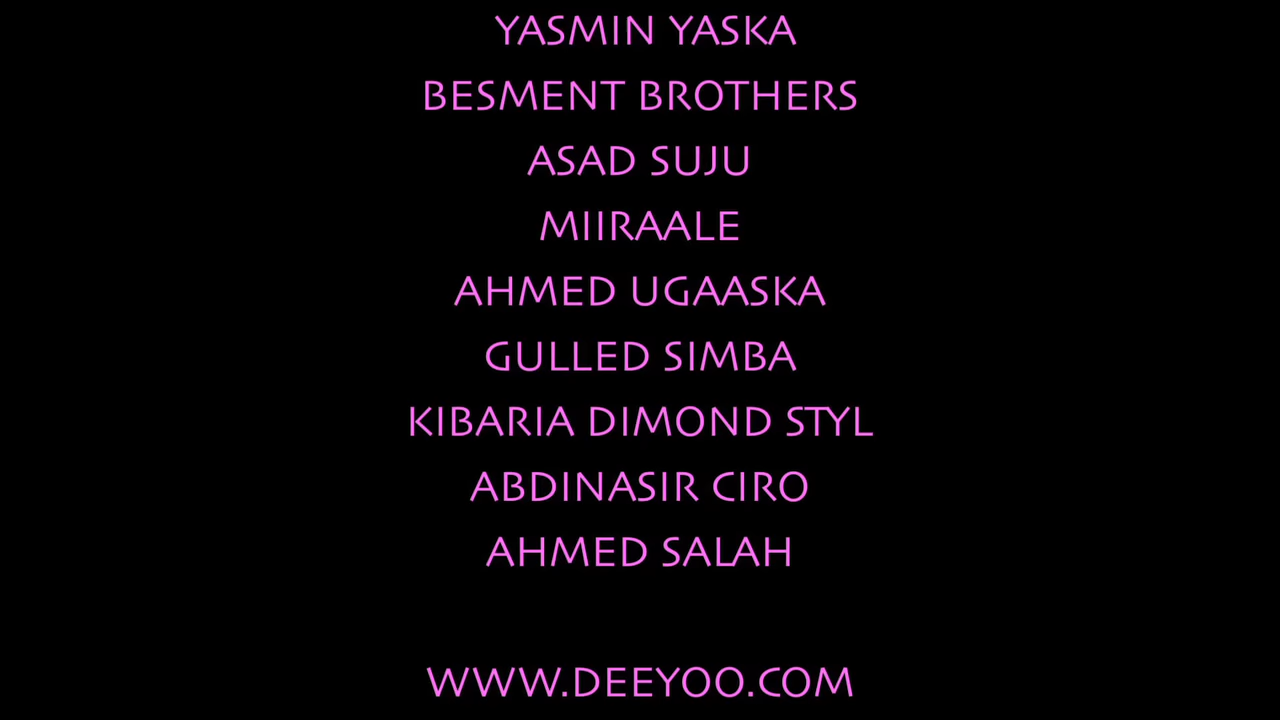 YASMIN YASKA
BESMENT BROTHERS
ASAD SUJU
MIIRAALE
AHMED UGAASKA
GULLED SIMBA
KIBARIA DIMOND STYL
ABDINASIR CIRO
AHMED SALAH
WWW.DEEYOO.COM